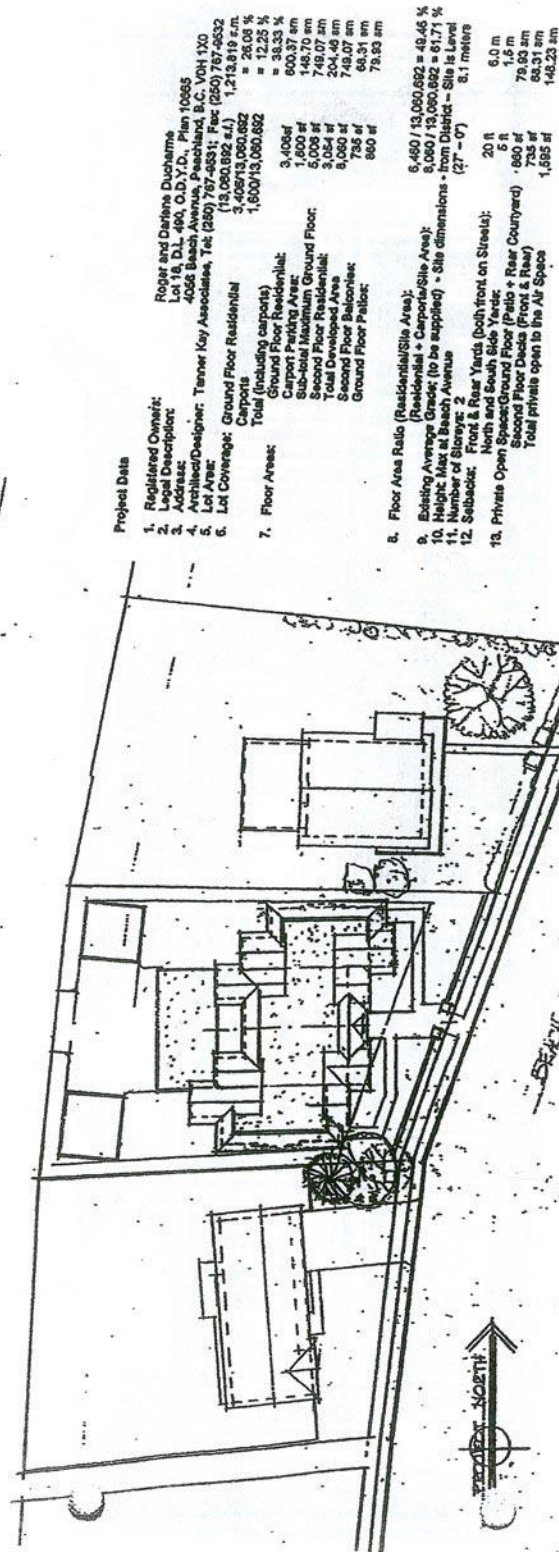 Project Data
1. Registered Owners: Roger and Darlene Ducharme
2. Legal Description: Lot 18, D.L. 490, O.D.Y.D., Plan 10665
3. Address: 4056 Beach Avenue, Peachland, B.C. V0H 1X0
4. Architect/Designer: Tanner Kay Associates, Tel: (250) 767-9531; Fax: (250) 767-9532
5. Lot Area: (13,060.692 s.f.) 1,213.819 s.m.
6. Lot Coverage: Ground Floor Residential 3,406/13,060.692 = 26.08 %
Carports 1,600/13,060.692 = 12.25 %
Total (including carports) = 38.33 %
7. Floor Areas: Ground Floor Residential: 3,406sf 600.37 sm
Carport Parking Area: 1,600 sf 148.70 sm
Sub-total Maximum Ground Floor: 5,006 sf 749.07 sm
Second Floor Residential: 3,054 sf 204.46 sm
Total Developed Area 8,060 sf 749.07 sm
Second Floor Balconies: 735 sf 68.31 sm
Ground Floor Patios: 860 sf 79.93 sm
8. Floor Area Ratio (Residential/Site Area): 6,460 / 13,060.692 = 49.46 %
(Residential + Carports/Site Area): 8,060 / 13,060.692 = 61.71 %
9. Existing Average Grade: (to be supplied) - Site dimensions - from District – Site is Level
10. Height: Max at Beach Avenue (27' – 0") 8.1 meters
11. Number of Storeys: 2
12. Setbacks: Front & Rear Yards (both front on Streets): 20 ft 6.0 m
North and South Side Yards: 5 ft 1.5 m
13. Private Open Space: Ground Floor (Patio + Rear Courtyard) 860 sf 79.93 sm
Second Floor Decks (Front & Rear) 735 sf 68.31 sm
Total private open to the Air Space 1,595 sf 148.23 sm
PROJECT NORTH